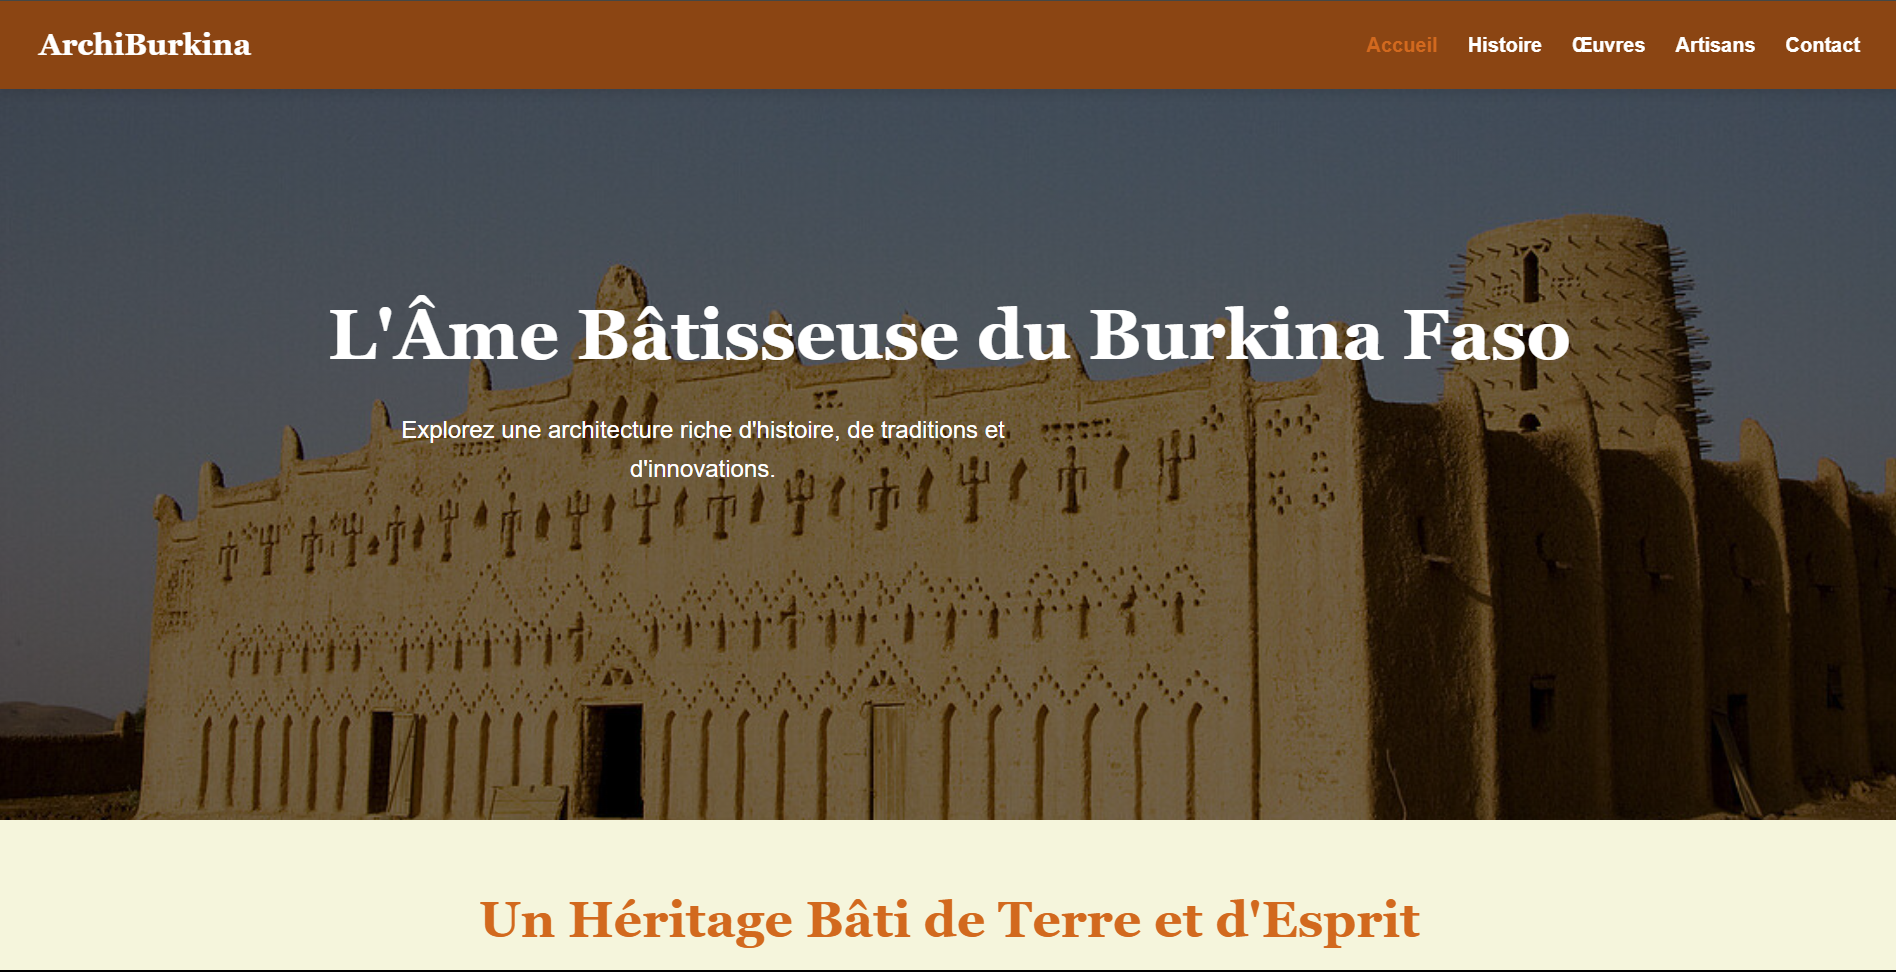 ArchiBurkina
Accueil Histoire Œuvres Artisans Contact
L'Âme Bâtisseuse du Burkina Faso
Explorez une architecture riche d'histoire, de traditions et
d'innovations.
Un Héritage Bâti de Terre et d'Esprit